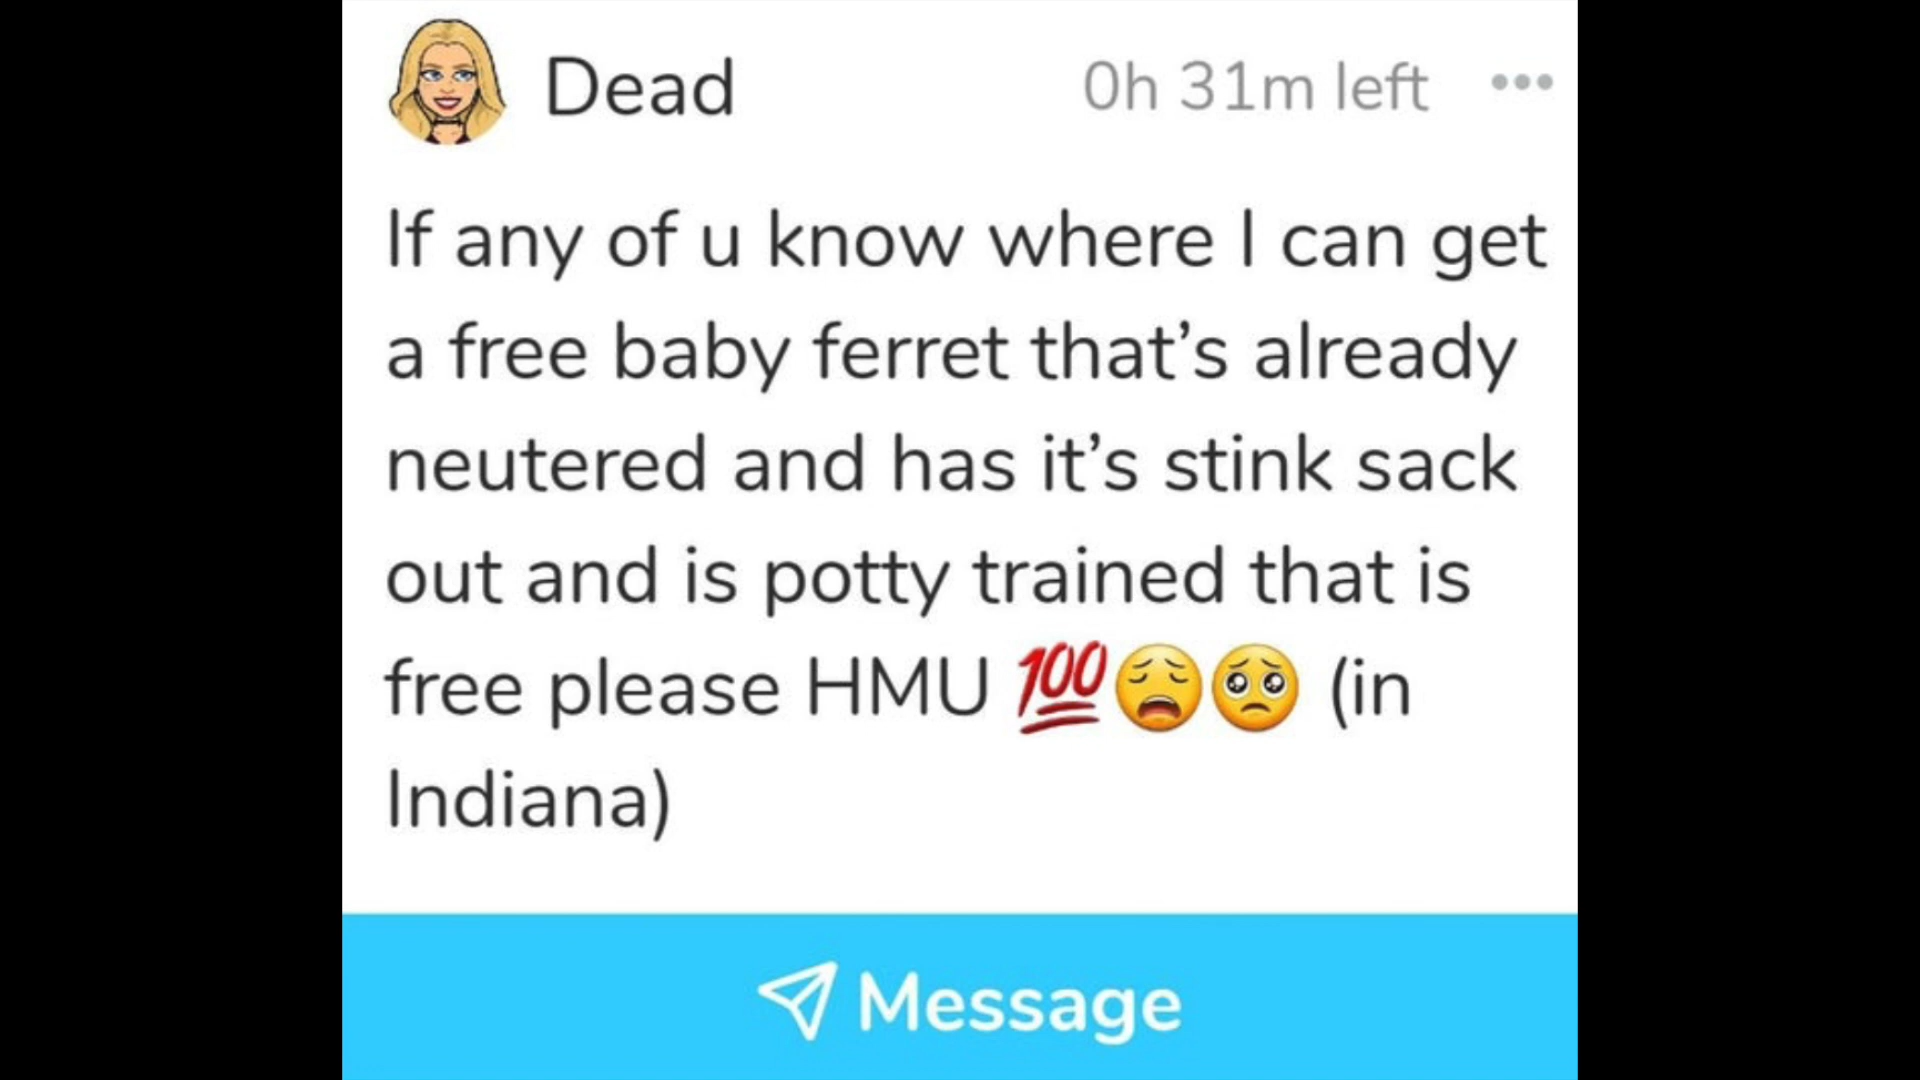 Dead
0h 31m left
If any of u know where I can get
a free baby ferret that’s already
neutered and has it’s stink sack
out and is potty trained that is
free please HMU 💯😩🥺 (in
Indiana)
Message